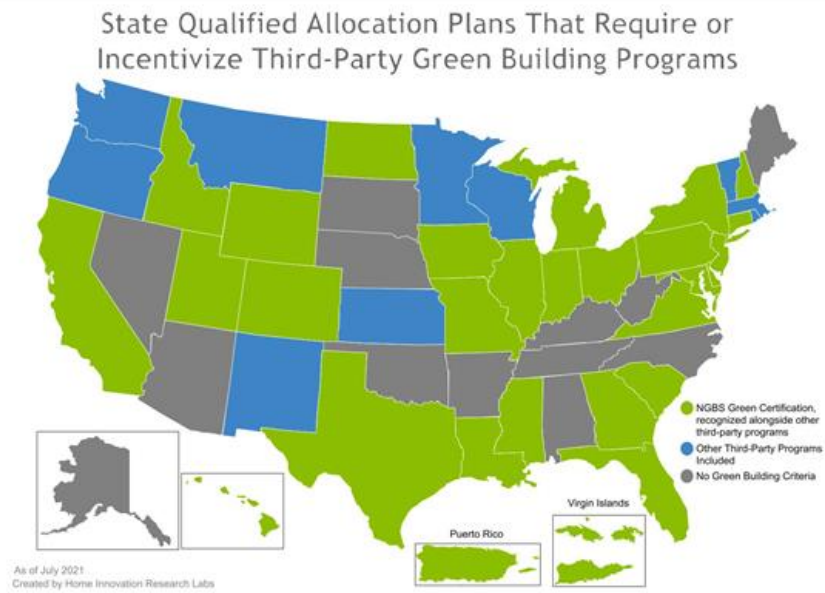 State Qualified Allocation Plans That Require or
Incentivize Third-Party Green Building Programs
NGBS Green Certification,
recognized alongside other
third-party programs
Other Third-Party Programs
Included
No Green Building Criteria
Virgin Islands
Puerto Rico
As of July 2021
Created by Home Innovation Research Labs